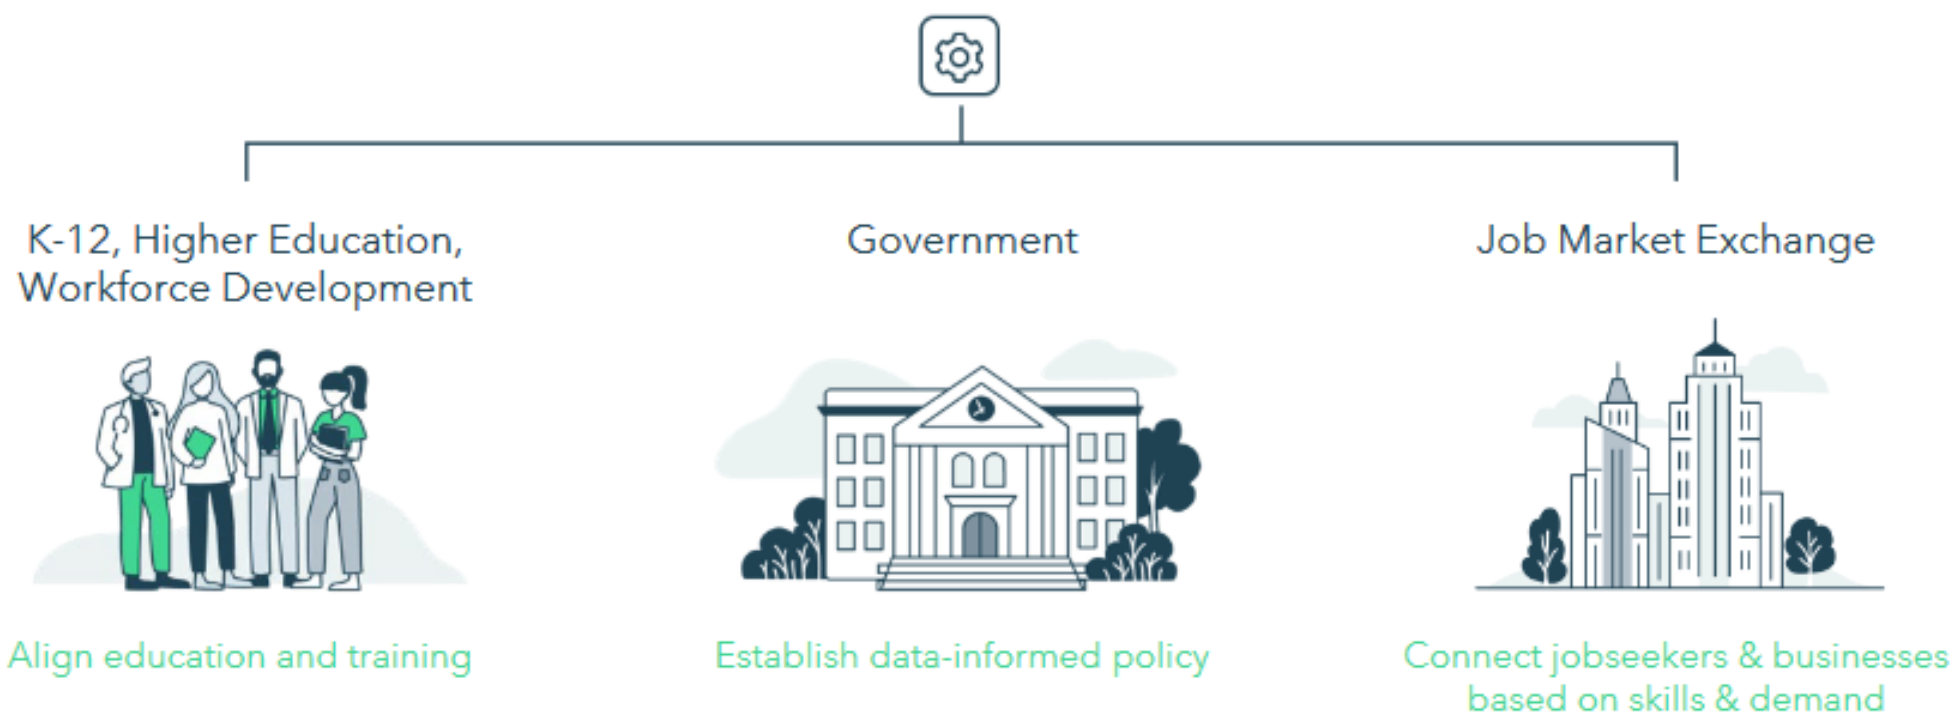 K-12, Higher Education,
Workforce Development
Government
Job Market Exchange
Align education and training
Establish data-informed policy
Connect jobseekers & businesses
based on skills & demand